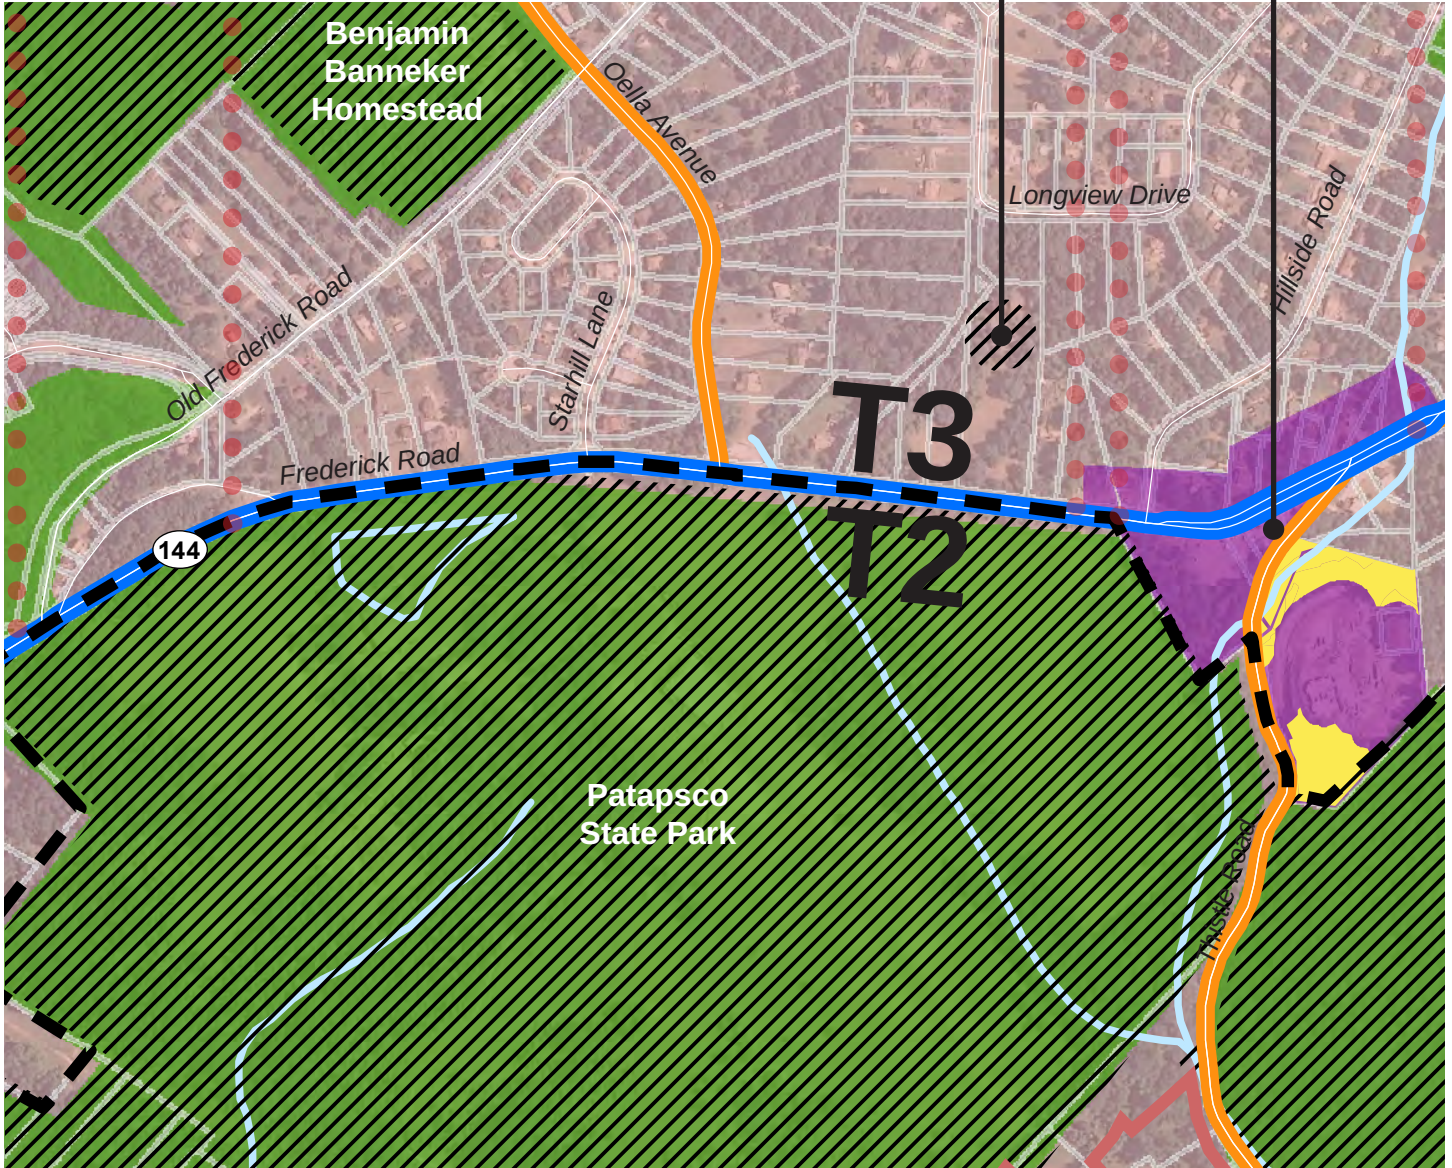 Benjamin
Banneker
Homestead
Oella Avenue
Longview Drive
Hillside Road
Old Frederick Road
Starhill Lane
Frederick Road
T3
T2
144
Patapsco
State Park
Thistle Road